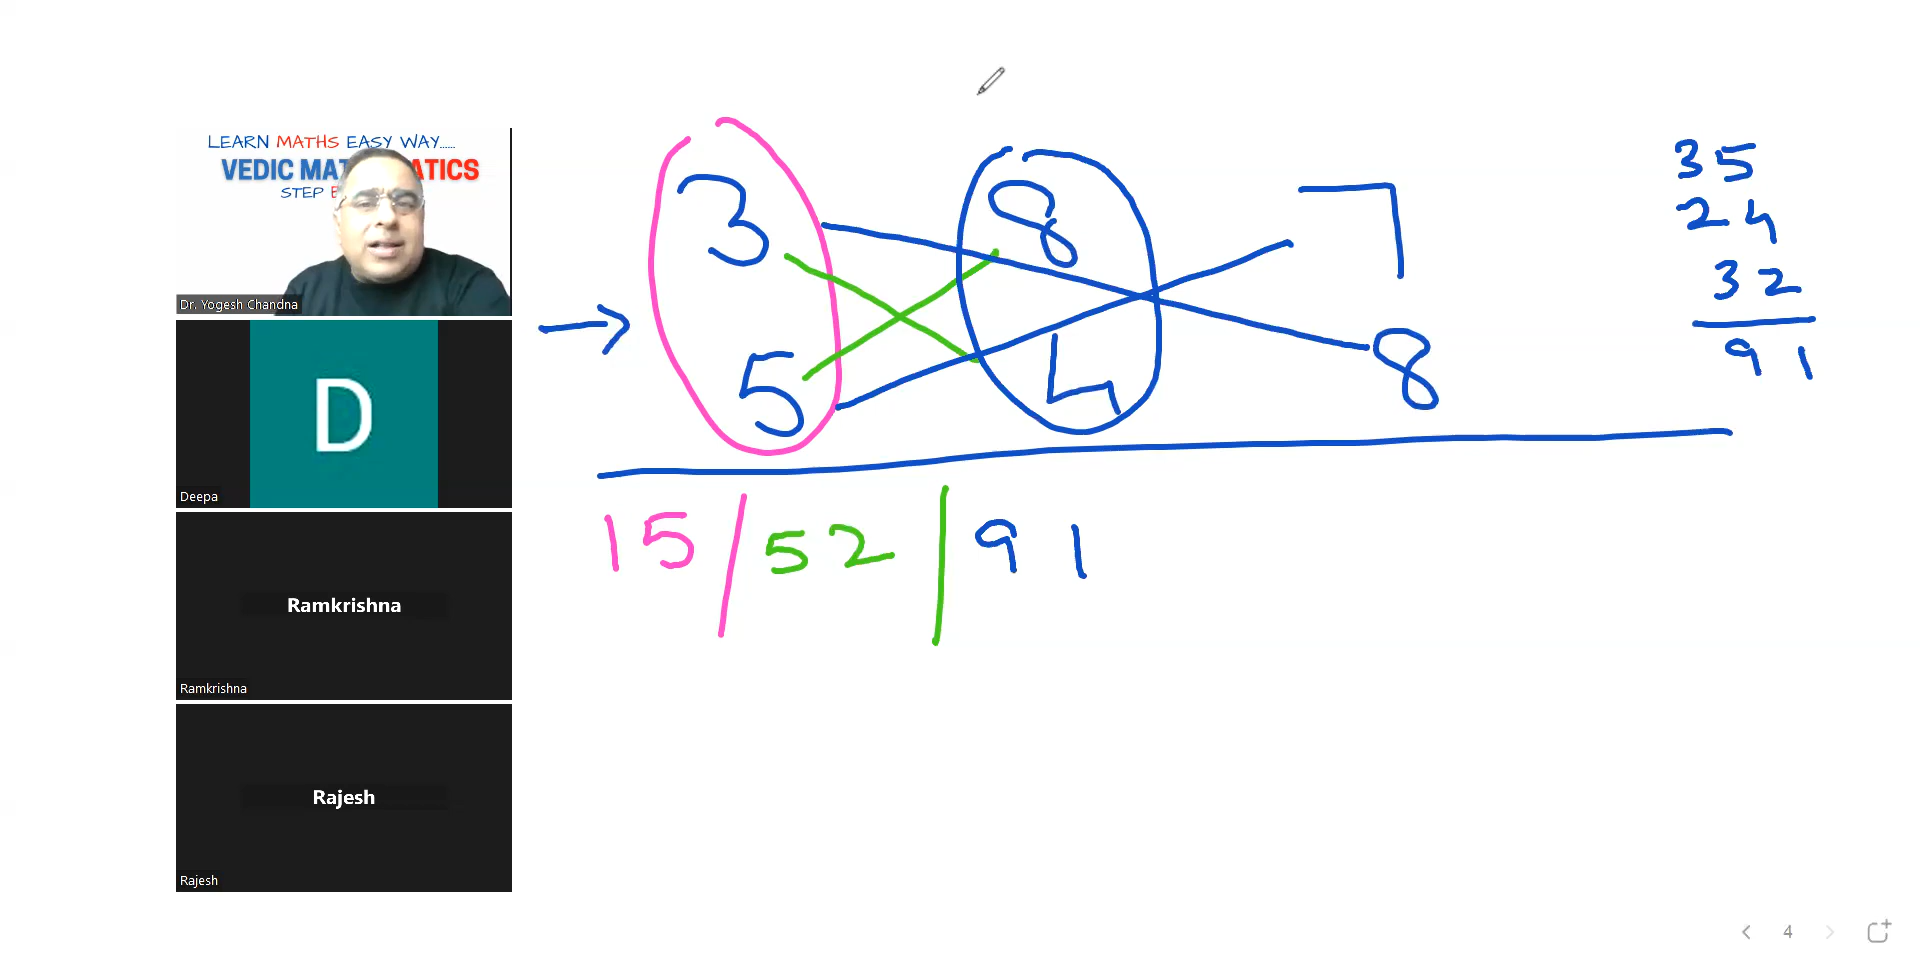 LEARN MATHS EASY WAY.....
VEDIC MAT ATICS
STEP
Dr. Yogesh Chandna
D
Deepa
Ramkrishna
Ramkrishna
Rajesh
Rajesh
3 8 7
5 4 8
15 / 52 | 91
35
24
32
91
4